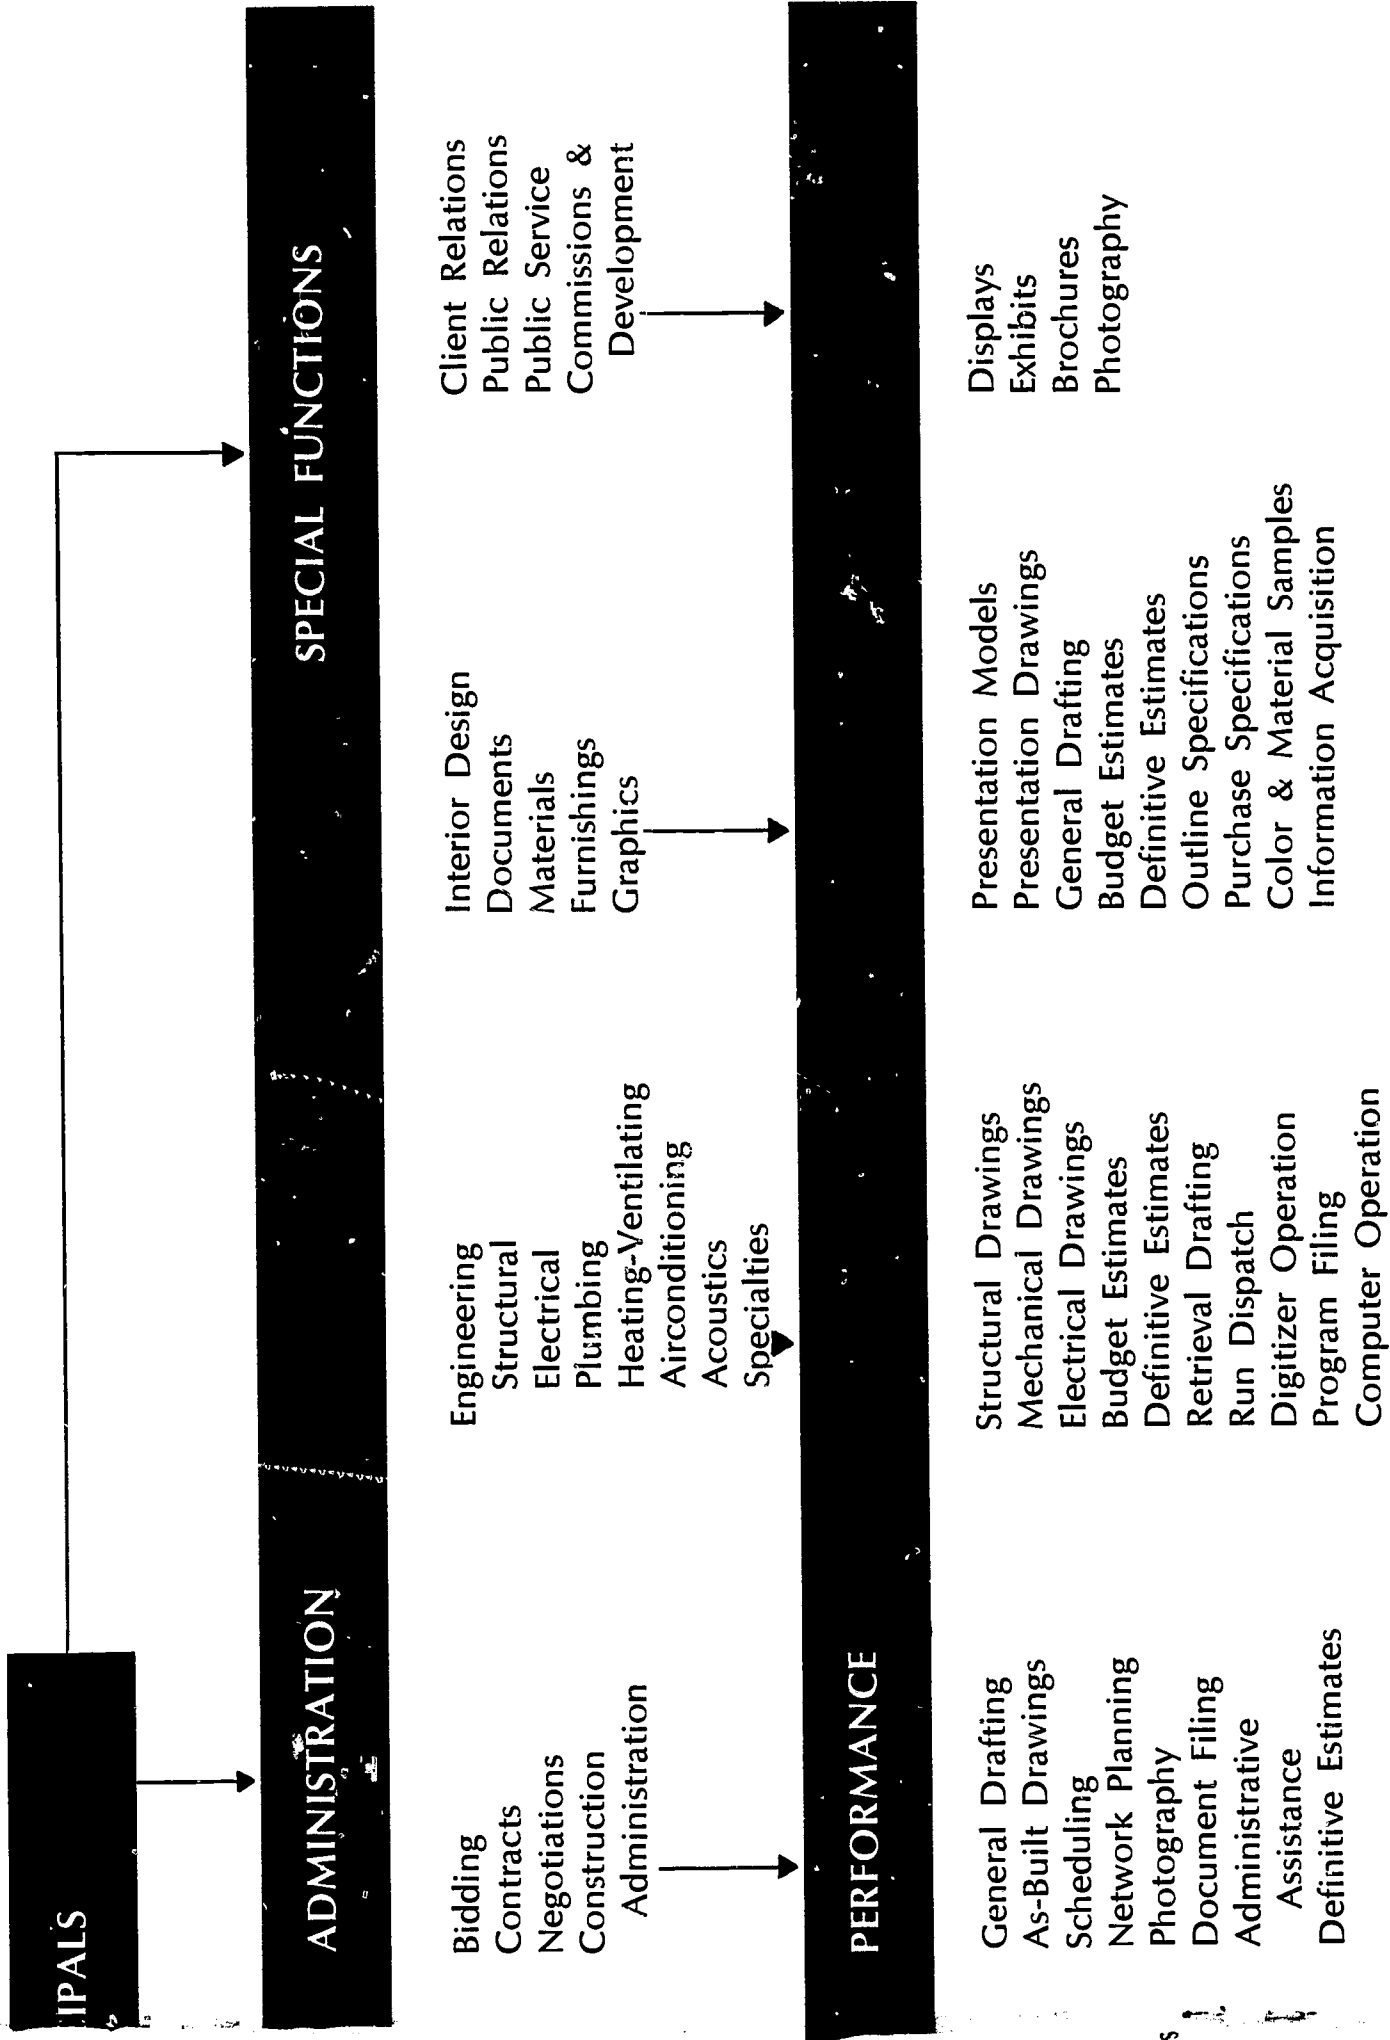 IPALS
ADMINISTRATION
SPECIAL FUNCTIONS
Bidding
Contracts
Negotiations
Construction
Administration
Engineering
Structural
Electrical
Plumbing
Heating-Ventilating
Airconditioning
Acoustics
Specialties
Interior Design
Documents
Materials
Furnishings
Graphics
Client Relations
Public Relations
Public Service
Commissions &
Development
PERFORMANCE
General Drafting
As-Built Drawings
Scheduling
Network Planning
Photography
Document Filing
Administrative
Assistance
Definitive Estimates
Structural Drawings
Mechanical Drawings
Electrical Drawings
Budget Estimates
Definitive Estimates
Retrieval Drafting
Run Dispatch
Digitizer Operation
Program Filing
Computer Operation
Presentation Models
Presentation Drawings
General Drafting
Budget Estimates
Definitive Estimates
Outline Specifications
Purchase Specifications
Color & Material Samples
Information Acquisition
Displays
Exhibits
Brochures
Photography
s